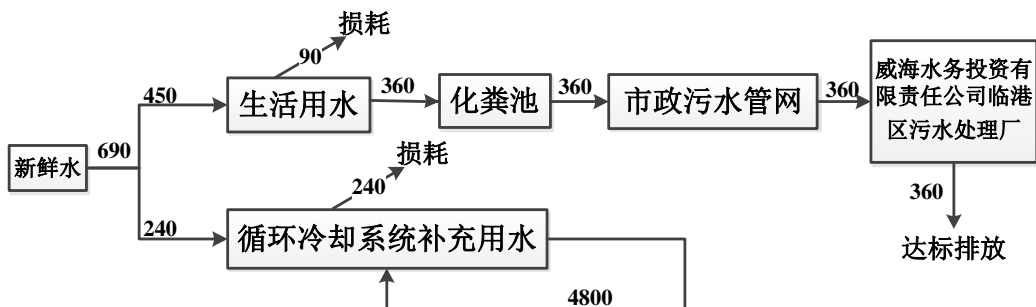 损耗
90
450
生活用水
360
化粪池
360
市政污水管网
360
威海水务投资有
限责任公司临港
区污水处理厂
新鲜水
690
损耗
240
360
240
循环冷却系统补充用水
达标排放
4800